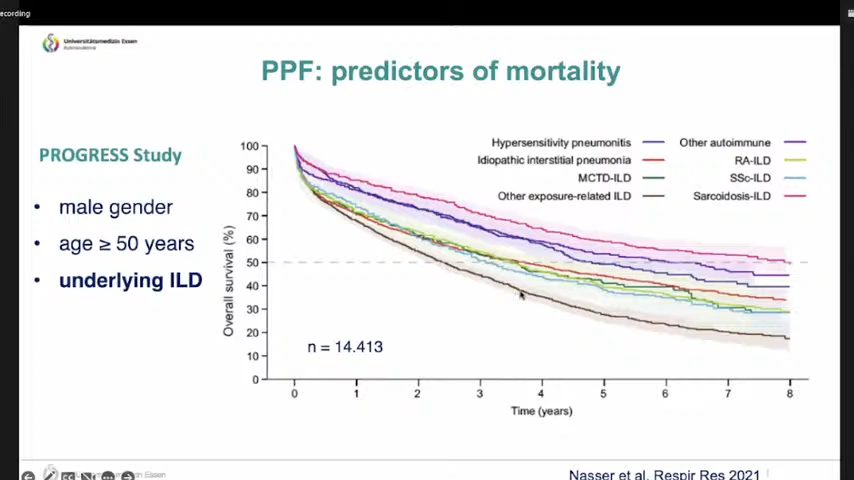 ecording
Universitätsmedizin Essen
Ruhrlandklinik
PPF: predictors of mortality
PROGRESS Study
• male gender
• age ≥ 50 years
• underlying ILD
Hypersensitivity pneumonitis
Idiopathic interstitial pneumonia
MCTD-ILD
Other exposure-related ILD
Other autoimmune
RA-ILD
SSc-ILD
Sarcoidosis-ILD
Overall survival (%)
100
90
80
70
60
50
40
30
20
10
0
n = 14.413
0 1 2 3 4 5 6 7 8
Time (years)
Essen
Nasser et al. Respir Res 2021